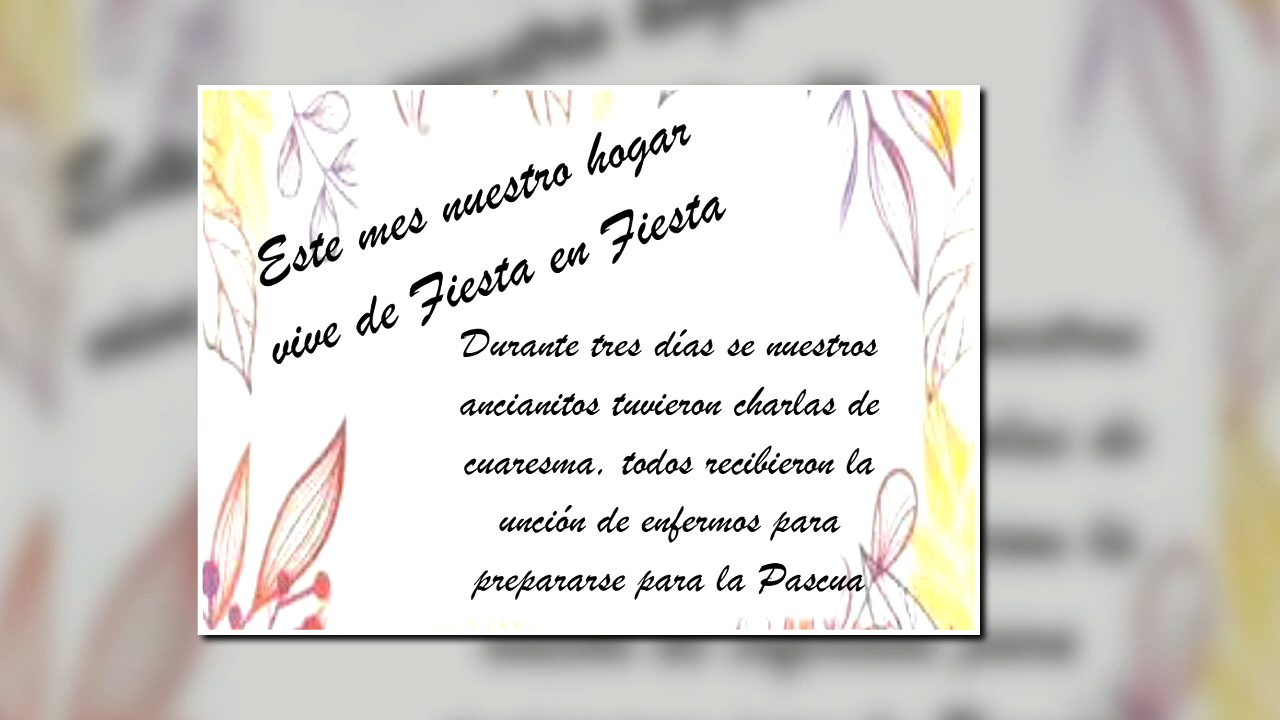 Este mes nuestro hogar
vive de Fiesta en Fiesta
Durante tres días se nuestros
ancianitos tuvieron charlas de
cuaresma, todos recibieron la
unción de enfermos para
prepararse para la Pascua